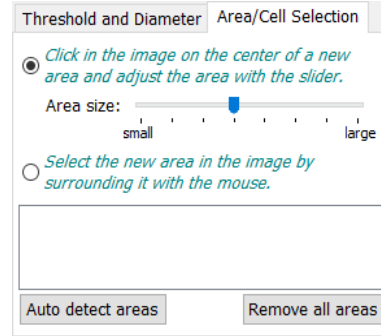 Threshold and Diameter Area/Cell Selection
Click in the image on the center of a new
area and adjust the area with the slider.
Area size:
small large
Select the new area in the image by
surrounding it with the mouse.
Auto detect areas Remove all areas